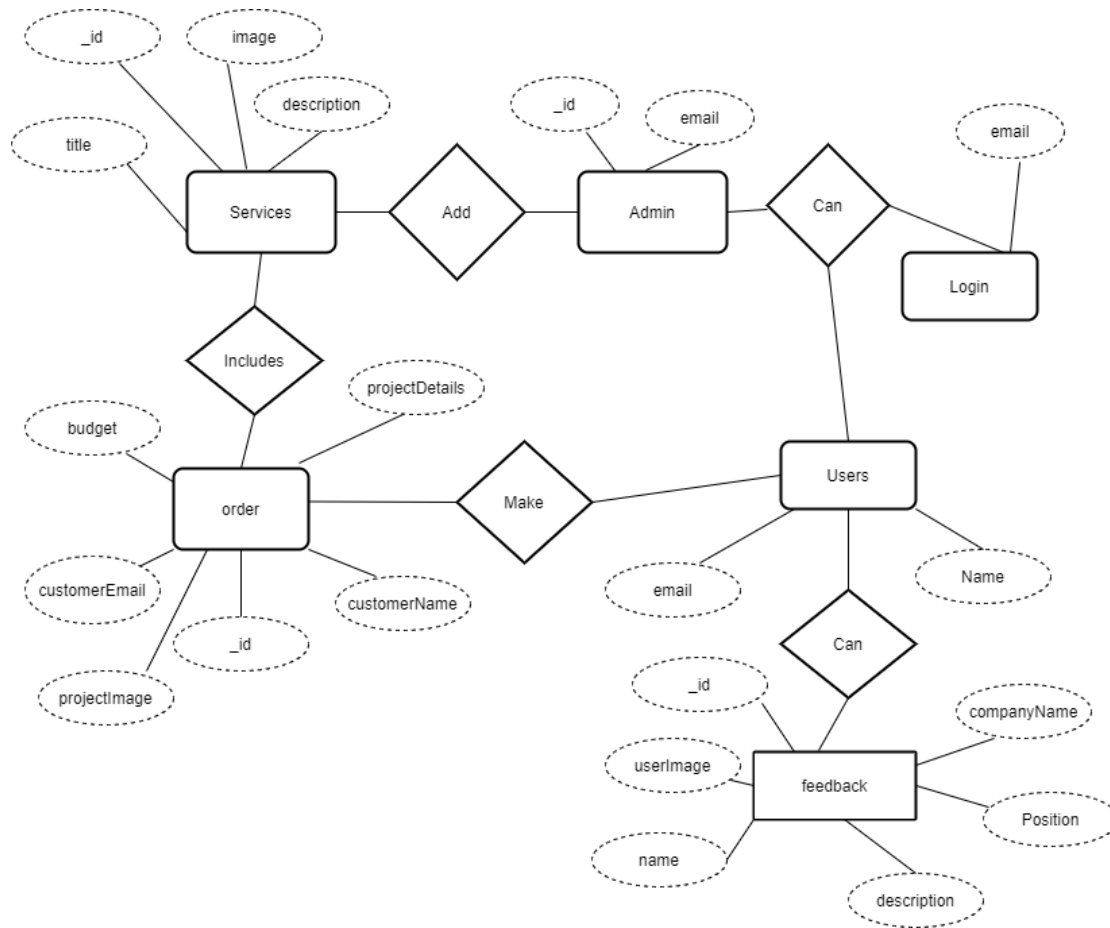 _id
image
description
title
_id
email
email
Services
Add
Admin
Can
Login
Includes
projectDetails
budget
order
Make
Users
customerEmail
customerName
_id
projectImage
email
Name
Can
_id
companyName
userImage
feedback
Position
name
description